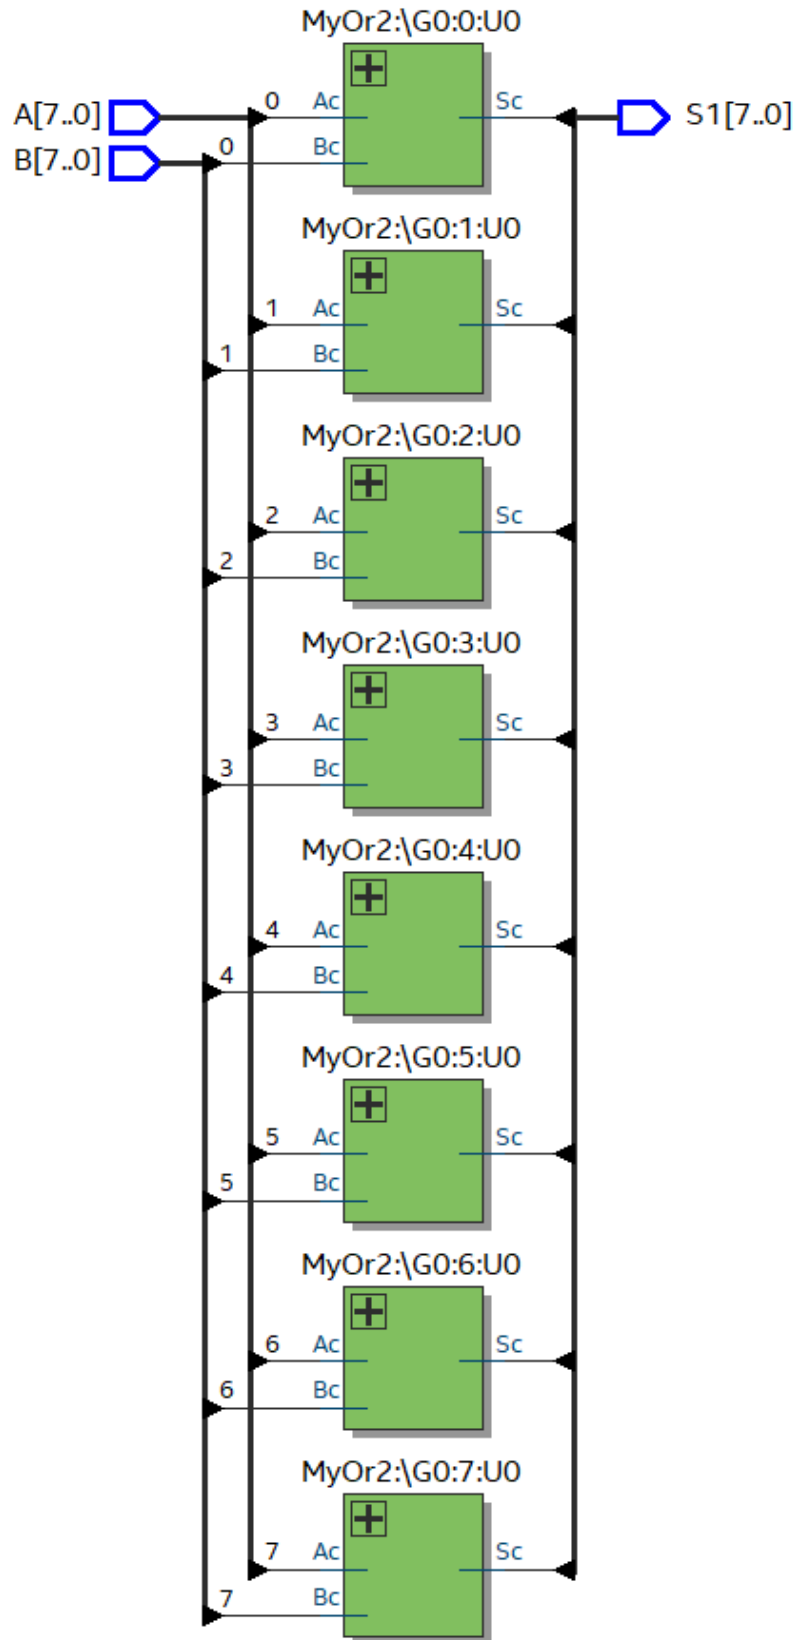 MyOr2:\G0:0:U0
A[7..0] 0 Ac Sc S1[7..0]
B[7..0] 0 Bc
MyOr2:\G0:1:U0
1 Ac Sc
1 Bc
MyOr2:\G0:2:U0
2 Ac Sc
2 Bc
MyOr2:\G0:3:U0
3 Ac Sc
3 Bc
MyOr2:\G0:4:U0
4 Ac Sc
4 Bc
MyOr2:\G0:5:U0
5 Ac Sc
5 Bc
MyOr2:\G0:6:U0
6 Ac Sc
6 Bc
MyOr2:\G0:7:U0
7 Ac Sc
7 Bc